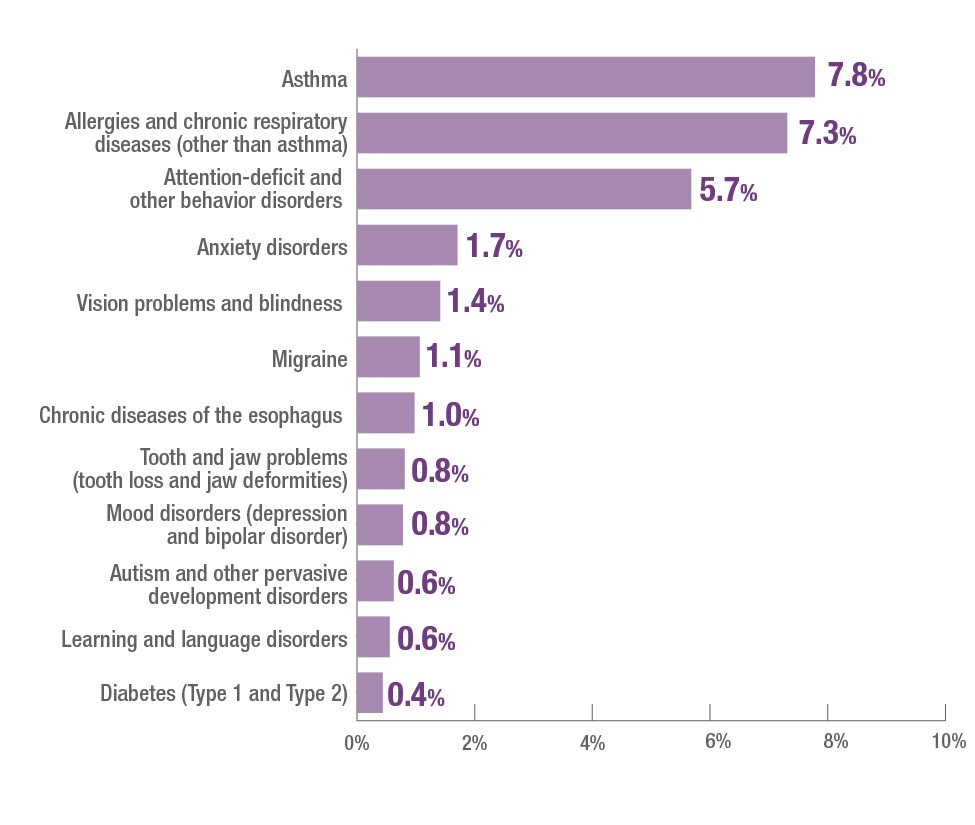 Asthma
7.8%
Allergies and chronic respiratory
diseases (other than asthma)
7.3%
Attention-deficit and
other behavior disorders
5.7%
Anxiety disorders
1.7%
Vision problems and blindness
1.4%
Migraine
1.1%
Chronic diseases of the esophagus
1.0%
Tooth and jaw problems
(tooth loss and jaw deformities)
0.8%
Mood disorders (depression
and bipolar disorder)
0.8%
Autism and other pervasive
development disorders
0.6%
Learning and language disorders
0.6%
Diabetes (Type 1 and Type 2)
0.4%
0% 2% 4% 6% 8% 10%